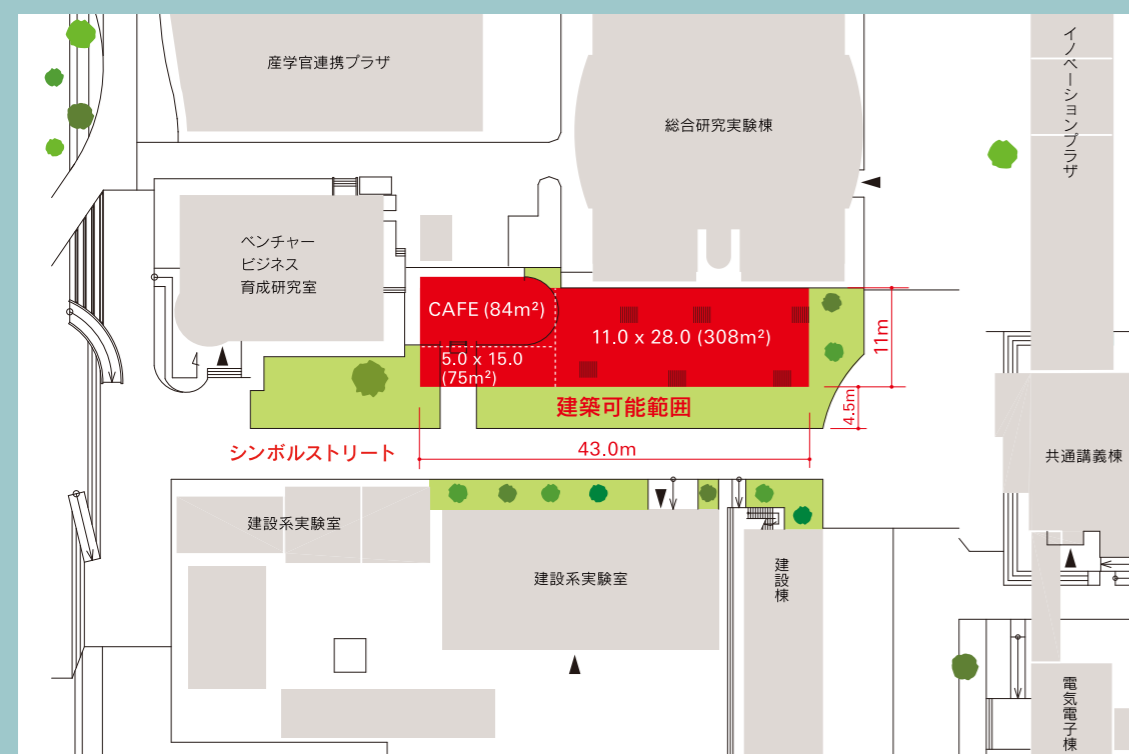 産学官連携プラザ
総合研究実験棟
イノベーションプラザ
ベンチャー
ビジネス
育成研究室
CAFE (84m²)
11.0 x 28.0 (308m²)
5.0 x 15.0
(75m²)
11m
4.5m
建築可能範囲
シンボルストリート
43.0m
共通講義棟
建設系実験室
建設系実験室
建設棟
電気電子棟